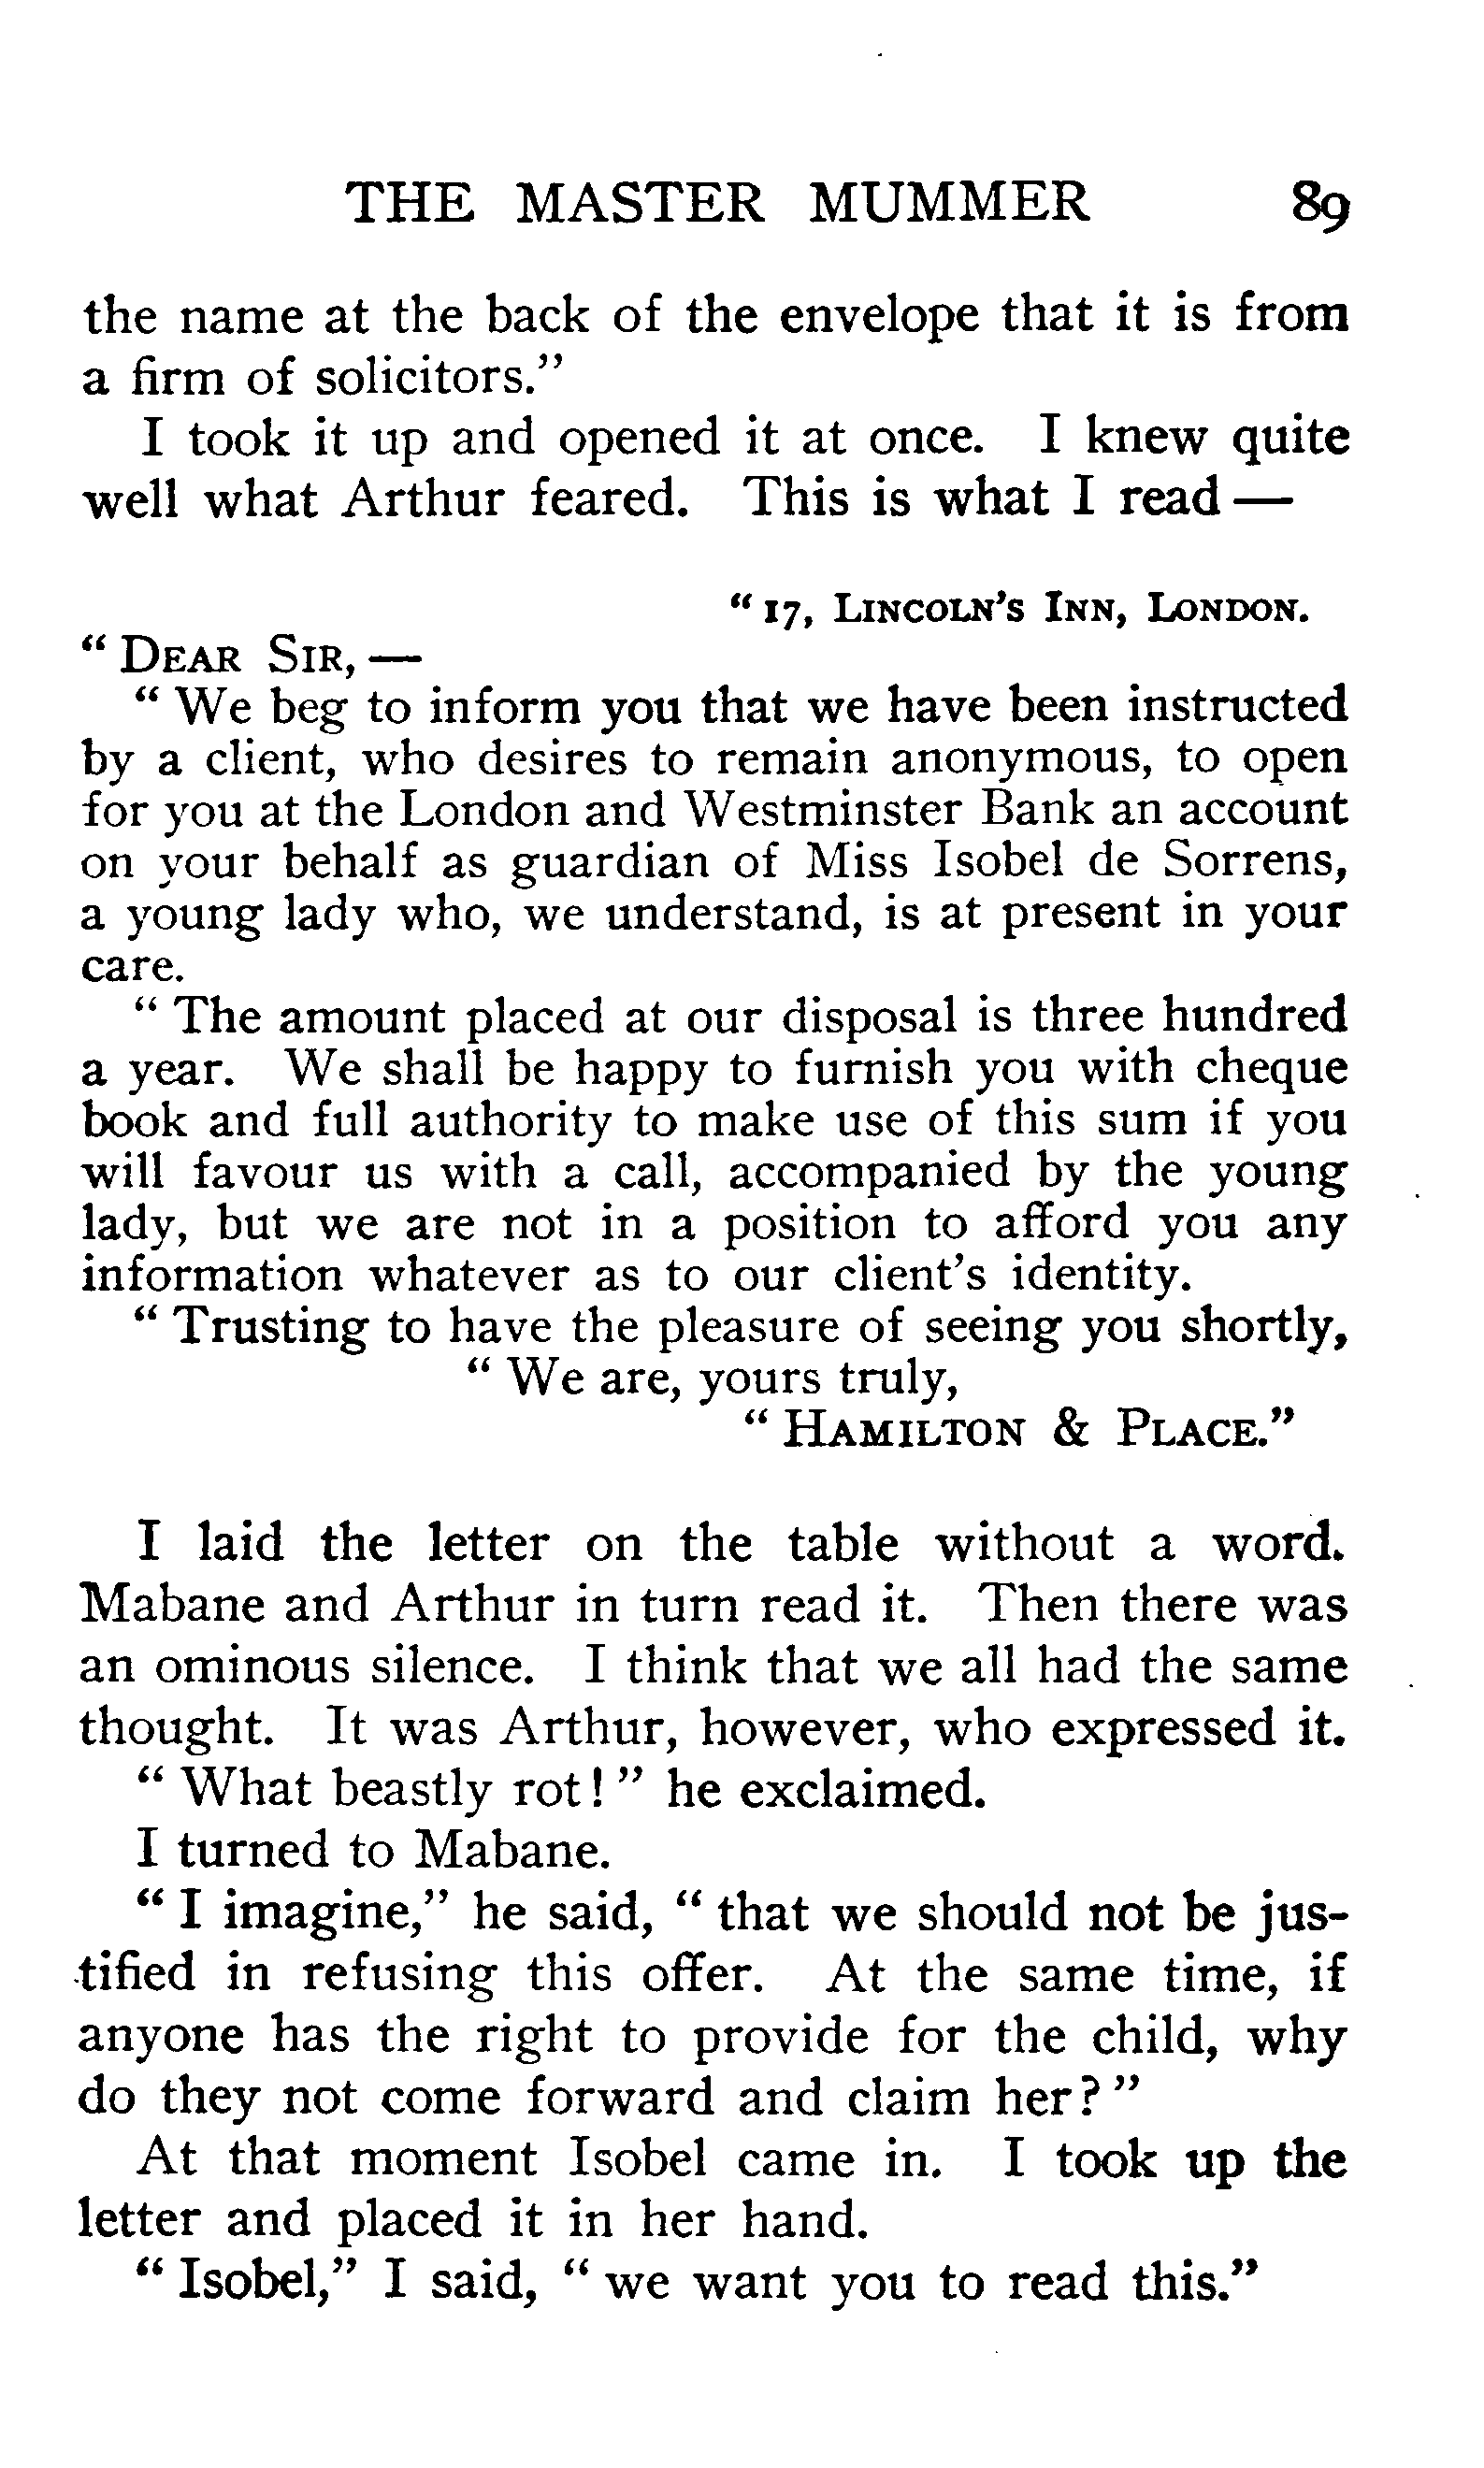 THE MASTER MUMMER 89
the name at the back of the envelope that it is from
a firm of solicitors."
I took it up and opened it at once. I knew quite
well what Arthur feared. This is what I read—
"17, LINCOLN'S INN, LONDON.
"DEAR SIR,—
"We beg to inform you that we have been instructed
by a client, who desires to remain anonymous, to open
for you at the London and Westminster Bank an account
on your behalf as guardian of Miss Isobel de Sorrens,
a young lady who, we understand, is at present in your
care.
"The amount placed at our disposal is three hundred
a year. We shall be happy to furnish you with cheque
book and full authority to make use of this sum if you
will favour us with a call, accompanied by the young
lady, but we are not in a position to afford you any
information whatever as to our client's identity.
"Trusting to have the pleasure of seeing you shortly,
"We are, yours truly,
"HAMILTON & PLACE."
I laid the letter on the table without a word.
Mabane and Arthur in turn read it. Then there was
an ominous silence. I think that we all had the same
thought. It was Arthur, however, who expressed it.
"What beastly rot!" he exclaimed.
I turned to Mabane.
"I imagine," he said, "that we should not be jus-
tified in refusing this offer. At the same time, if
anyone has the right to provide for the child, why
do they not come forward and claim her?"
At that moment Isobel came in. I took up the
letter and placed it in her hand.
"Isobel," I said, "we want you to read this."